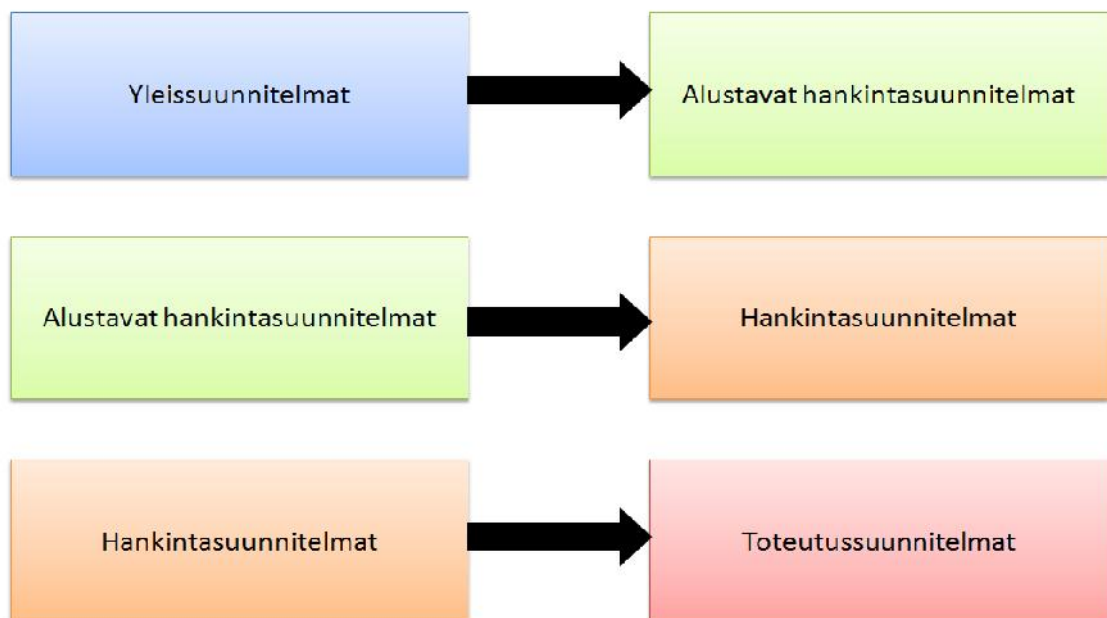 Yleissuunnitelmat
Alustavat hankintasuunnitelmat
Alustavat hankintasuunnitelmat
Hankintasuunnitelmat
Hankintasuunnitelmat
Toteutussuunnitelmat